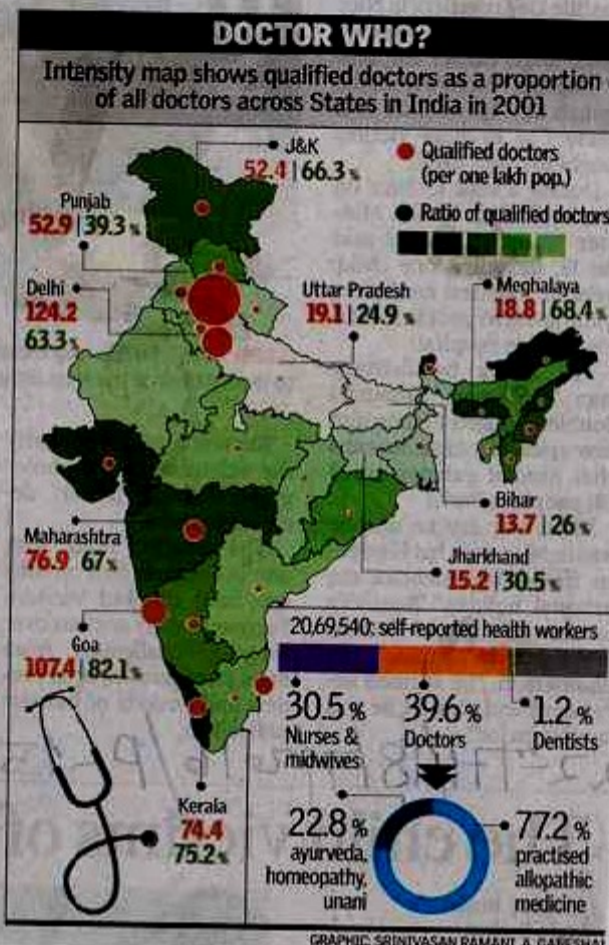 DOCTOR WHO?
Intensity map shows qualified doctors as a proportion
of all doctors across States in India in 2001
J&K
52.4 | 66.3 %
Qualified doctors
(per one lakh pop.)
Ratio of qualified doctors
Punjab
52.9 | 39.3 %
Delhi
124.2
63.3 %
Uttar Pradesh
19.1 | 24.9 %
Meghalaya
18.8 | 68.4 %
Bihar
13.7 | 26 %
Jharkhand
15.2 | 30.5 %
Maharashtra
76.9 | 67 %
Goa
107.4 | 82.1 %
Kerala
74.4
75.2 %
20,69,540: self-reported health workers
30.5 %
Nurses &
midwives
39.6 %
Doctors
1.2 %
Dentists
22.8 %
ayurveda,
homeopathy,
unani
77.2 %
practised
allopathic
medicine
GRAPHIC: SRINIVASAN RAMANI, A.